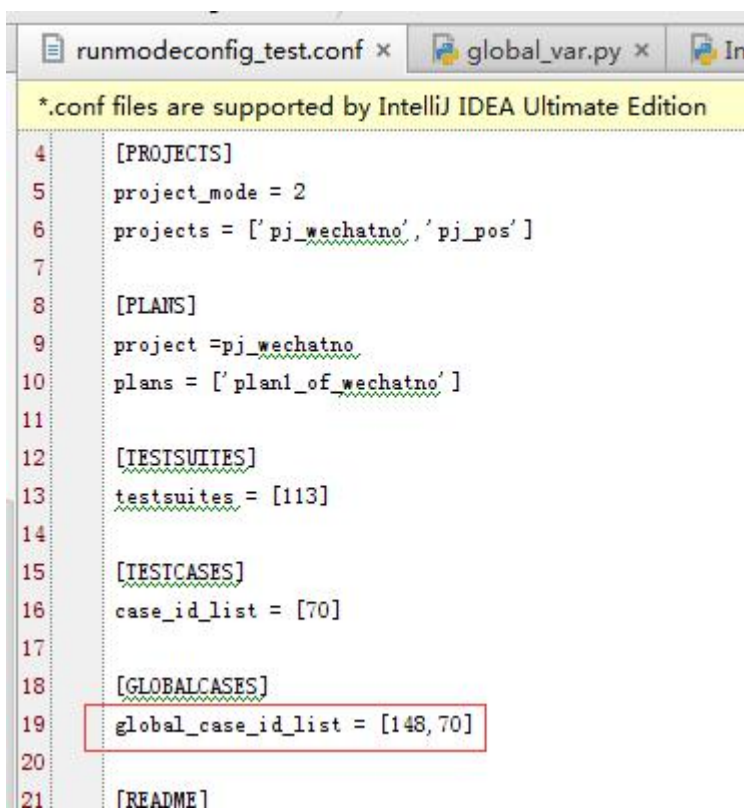 runmodeconfig_test.conf × global_var.py × In
*.conf files are supported by IntelliJ IDEA Ultimate Edition
4 [PROJECTS]
5 project_mode = 2
6 projects = ['pj_wechatno','pj_pos']
7
8 [PLANS]
9 project =pj_wechatno
10 plans = ['plan1_of_wechatno']
11
12 [TESTSUITES]
13 testsuites = [113]
14
15 [TESTCASES]
16 case_id_list = [70]
17
18 [GLOBALCASES]
19 global_case_id_list = [148,70]
20
21 [README]